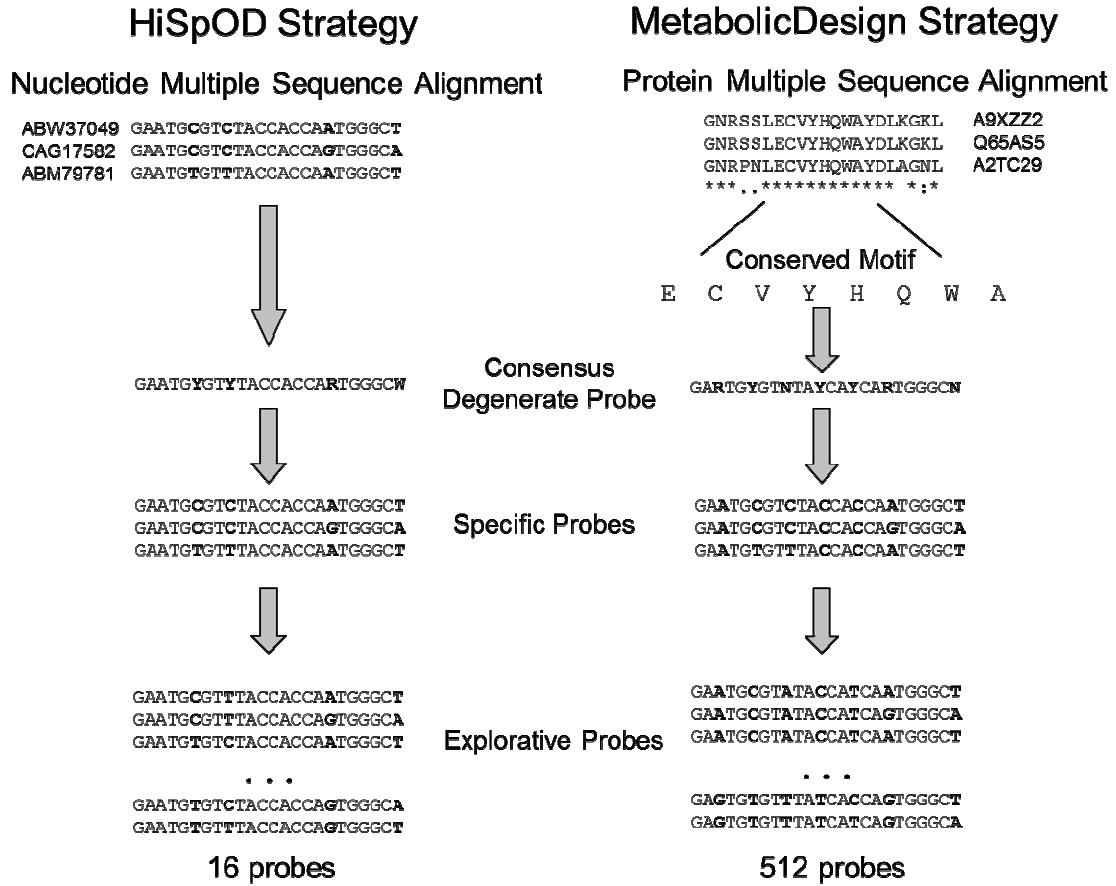 HiSpOD Strategy
Nucleotide Multiple Sequence Alignment
ABW37049 GAATGCGTCTACCACCAATGGGCT
CAG17582 GAATGCGTCTACCACCAGTGGGCA
ABM79781 GAATGTGTTTACCACCAATGGGCT
MetabolicDesign Strategy
Protein Multiple Sequence Alignment
GNRSSLECVYHQWAYDLKGKL A9XZZ2
GNRSSLECVYHQWAYDLKGKL Q65AS5
GNRPNLECVYHQWAYDLAGNL A2TC29
***..************ *:*
Conserved Motif
E C V Y H Q W A
GAATGYGTYTACCACCARTGGGCW
Consensus
Degenerate Probe
GARTGYGTNTAYCAYCARTGGGCN
GAATGCGTCTACCACCAATGGGCT
GAATGCGTCTACCACCAGTGGGCA
GAATGTGTTTACCACCAATGGGCT
Specific Probes
GAATGCGTCTACCACCAATGGGCT
GAATGCGTCTACCACCAGTGGGCA
GAATGTGTTTACCACCAATGGGCT
GAATGCGTTTACCACCAATGGGCT
GAATGCGTTTACCACCAGTGGGCA
GAATGTGTCTACCACCAATGGGCT
. . .
GAATGTGTCTACCACCAGTGGGCA
GAATGTGTTTACCACCAGTGGGCT
16 probes
Explorative Probes
GAATGCGTATACCATCAATGGGCT
GAATGCGTATACCATCAGTGGGCA
GAATGCGTATACCATCAATGGGCT
. . .
GAGTGTGTTTATCACCAGTGGGCT
GAGTGTGTTTATCATCAGTGGGCA
512 probes